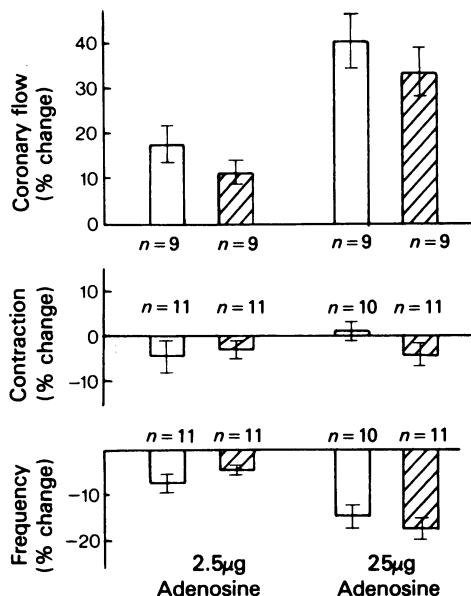 Coronary flow
(% change)
40
30
20
10
0
n=9 n=9 n=9 n=9
Contraction
(% change)
10
0
-10
n=11 n=11 n=10 n=11
Frequency
(% change)
-10
-20
n=11 n=11 n=10 n=11
2.5µg 25µg
Adenosine Adenosine